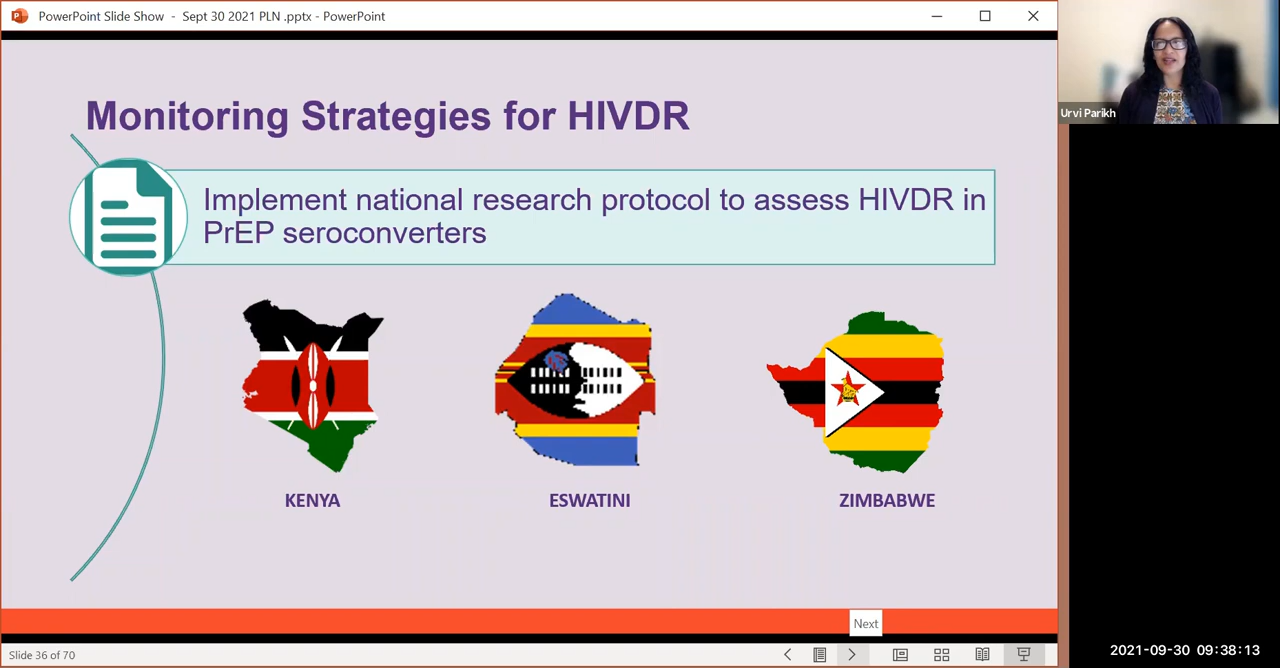 PowerPoint Slide Show - Sept 30 2021 PLN .pptx - PowerPoint
Urvi Parikh
Monitoring Strategies for HIVDR
Implement national research protocol to assess HIVDR in
PrEP seroconverters
KENYA
ESWATINI
ZIMBABWE
Next
Slide 36 of 70
2021-09-30 09:38:13